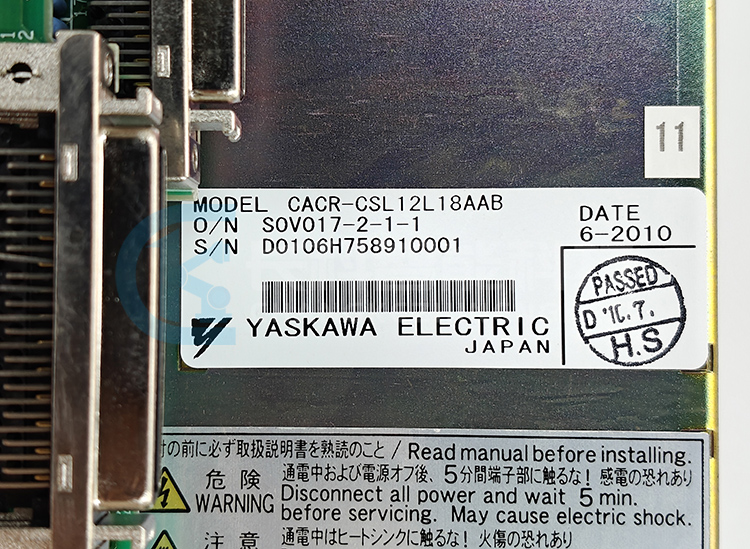 1 2
11
MODEL CACR-CSL12L18AAB
O/N SOV017-2-1-1
S/N D0106H758910001
DATE
6-2010
YASKAWA ELECTRIC
JAPAN
PASSED
D '10.7.
H.S
付の前に必ず取扱説明書を熟読のこと / Read manual before installing.
危 険 通電中および電源オフ後、5分間端子部に触るな! 感電の恐れあり
WARNING Disconnect all power and wait 5 min.
before servicing. May cause electric shock.
注 意 通電中はヒートシンクに触るな! 火傷の恐れあり